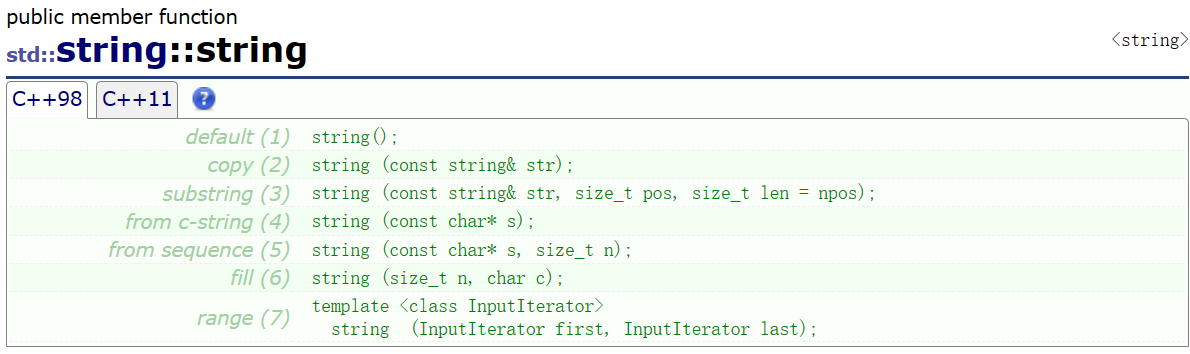 public member function
std::string::string
<string>
C++98 C++11 ?
default (1) string();
copy (2) string (const string& str);
substring (3) string (const string& str, size_t pos, size_t len = npos);
from c-string (4) string (const char* s);
from sequence (5) string (const char* s, size_t n);
fill (6) string (size_t n, char c);
range (7) template <class InputIterator>
string (InputIterator first, InputIterator last);